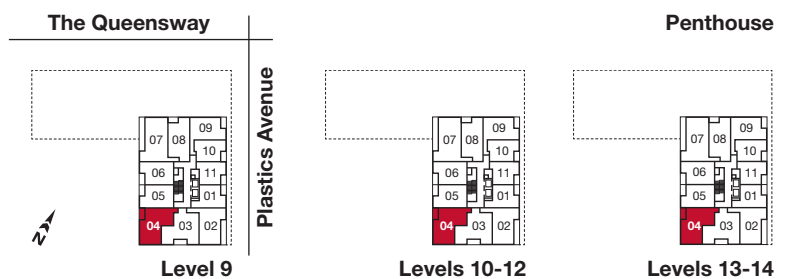 The Queensway
Penthouse
Plastics Avenue
07 08 09
10
06 11
05 01
04 03 02
N
Level 9
07 08 09
10
06 11
05 01
04 03 02
Levels 10-12
07 08 09
10
06 11
05 01
04 03 02
Levels 13-14